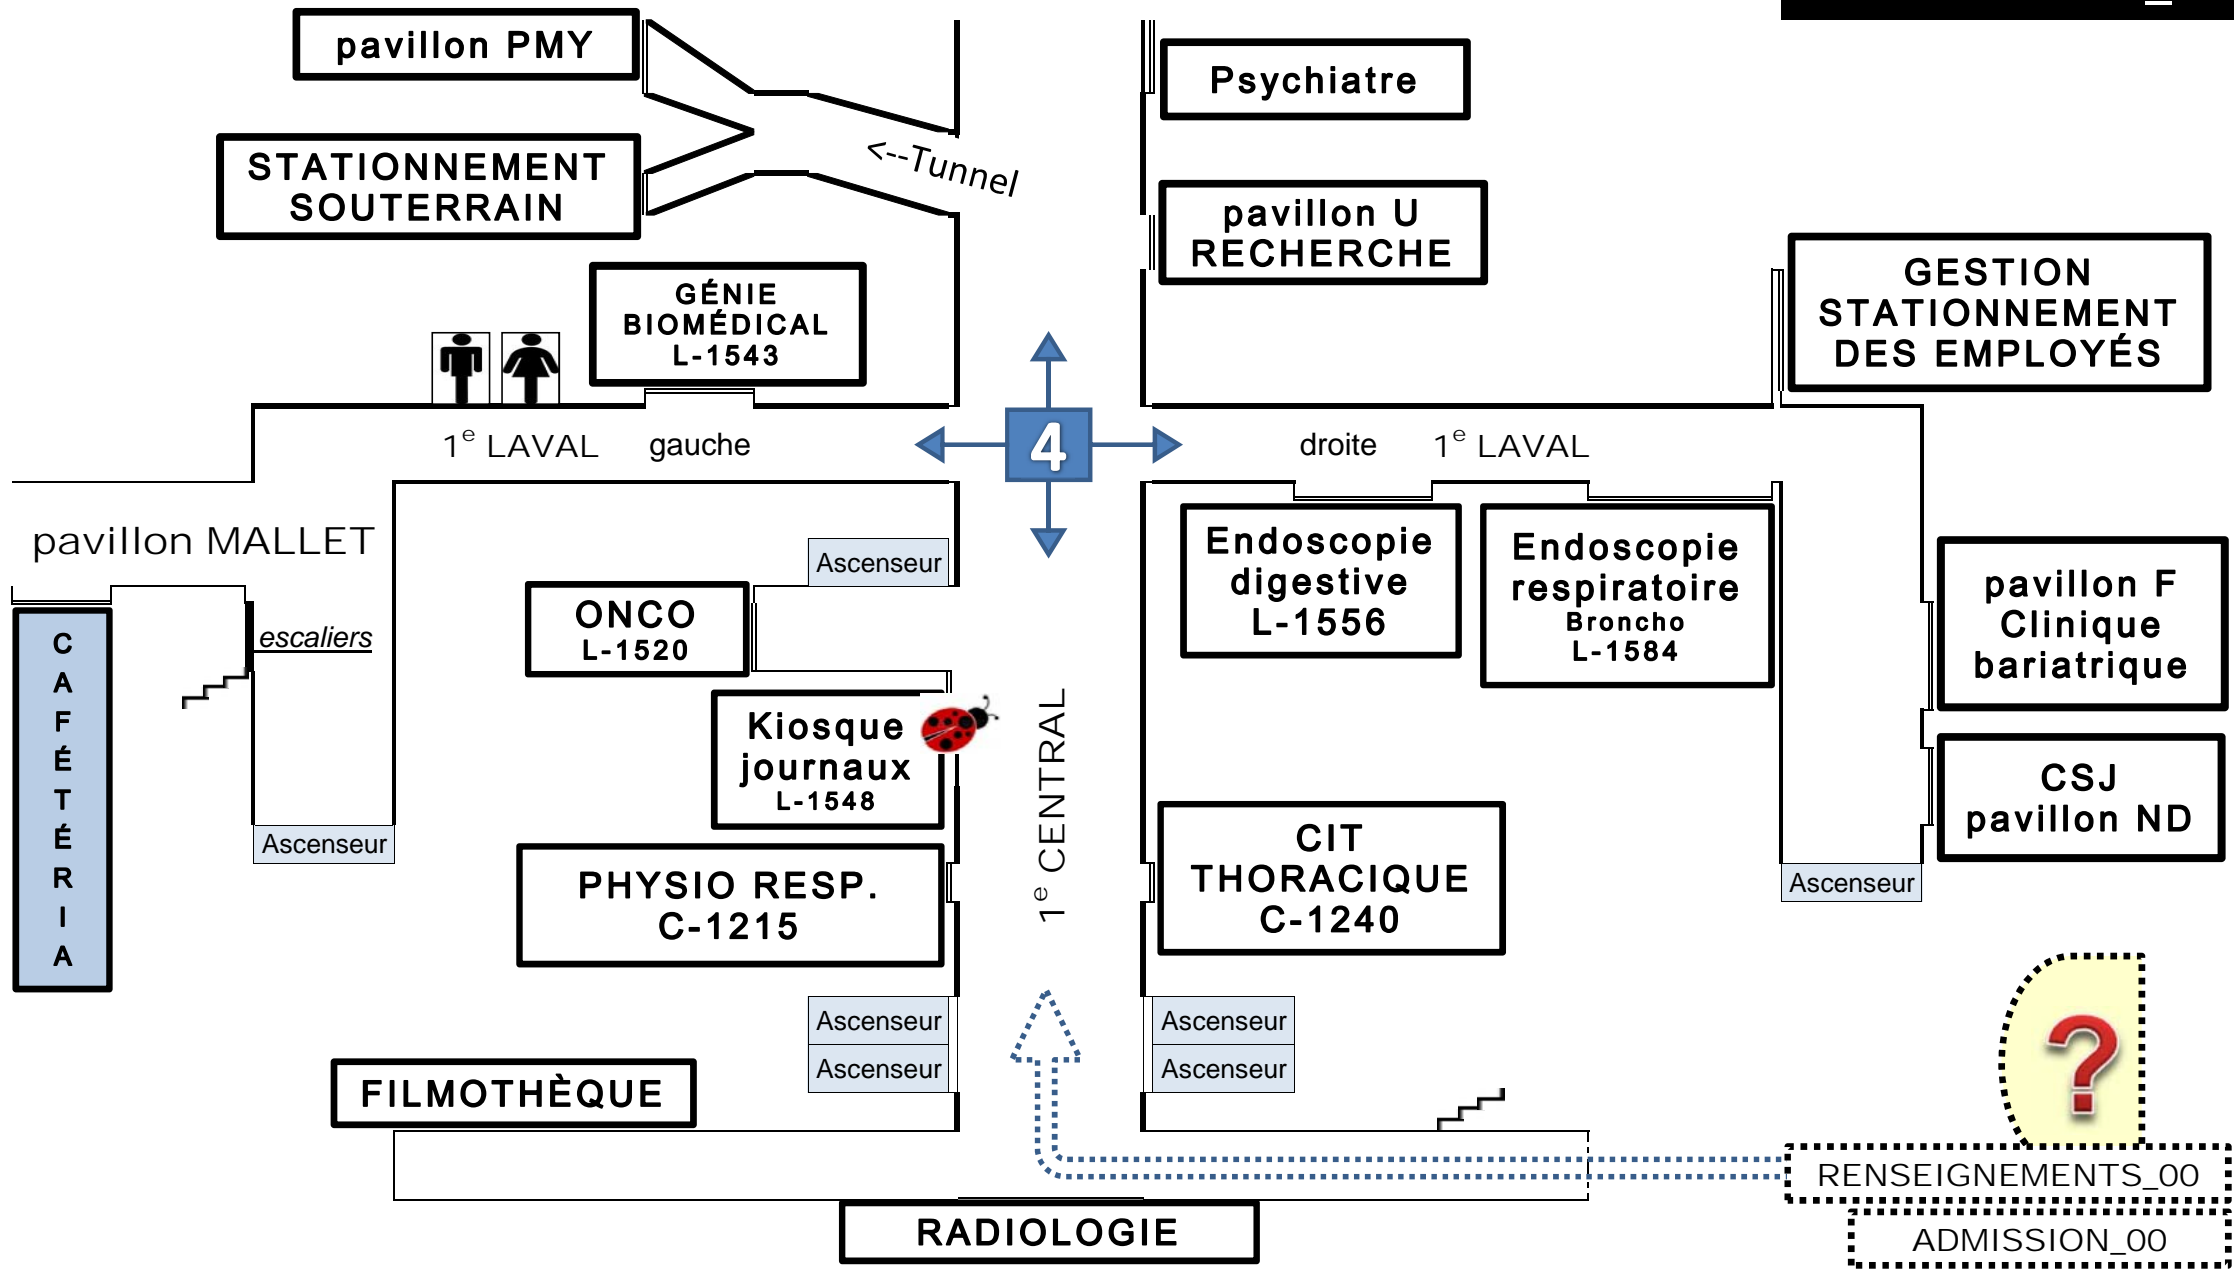 pavillon PMY
Psychiatre
STATIONNEMENT
SOUTERRAIN
<--Tunnel
pavillon U
RECHERCHE
GÉNIE
BIOMÉDICAL
L-1543
GESTION
STATIONNEMENT
DES EMPLOYÉS
1e LAVAL gauche
4
droite 1e LAVAL
pavillon MALLET
Ascenseur
Endoscopie
digestive
L-1556
Endoscopie
respiratoire
Broncho
L-1584
pavillon F
Clinique
bariatrique
ONCO
L-1520
escaliers
CAFÉTÉRIA
Kiosque
journaux
L-1548
1e CENTRAL
CSJ
pavillon ND
Ascenseur
PHYSIO RESP.
C-1215
CIT
THORACIQUE
C-1240
Ascenseur
Ascenseur
Ascenseur
Ascenseur
Ascenseur
?
FILMOTHÈQUE
RENSEIGNEMENTS_00
RADIOLOGIE
ADMISSION_00